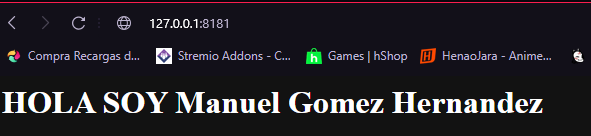 127.0.0.1:8181
Compra Recargas d... Stremio Addons - C... Games | hShop HenaoJara - Anime...
HOLA SOY Manuel Gomez Hernandez